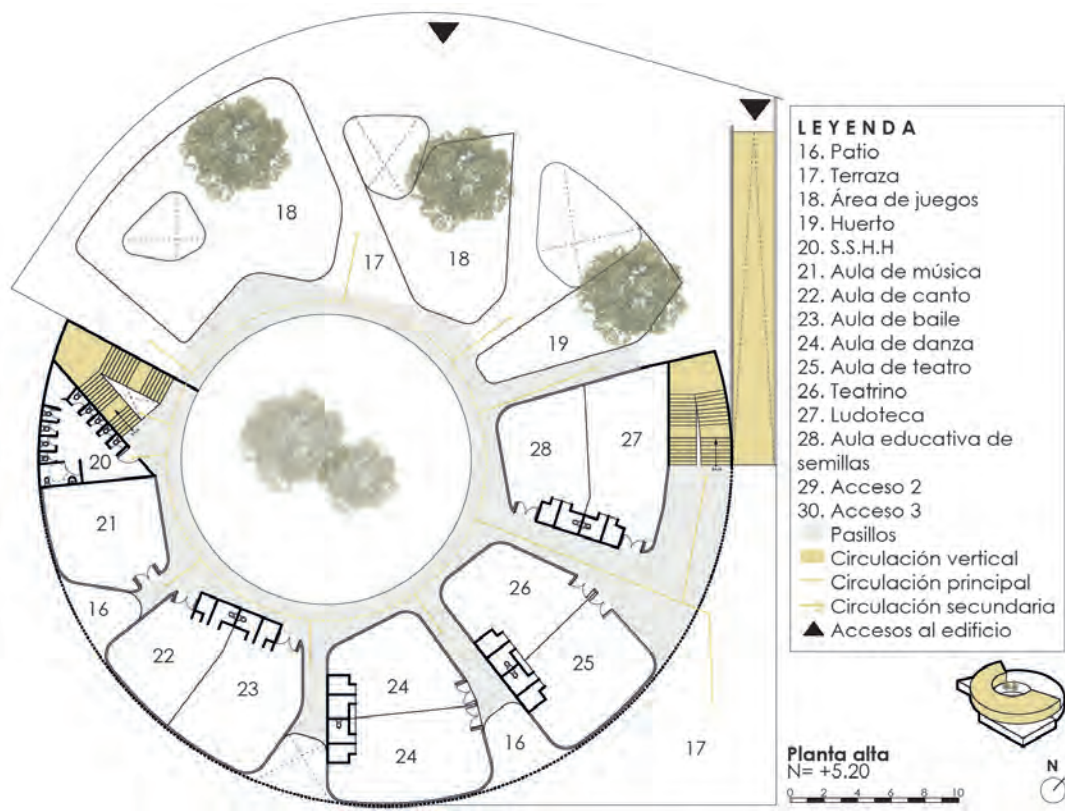 18
17
18
19
28
27
20
21
26
16
22
25
24
23
16
24
17
LEYENDA
16. Patio
17. Terraza
18. Área de juegos
19. Huerto
20. S.S.H.H
21. Aula de música
22. Aula de canto
23. Aula de baile
24. Aula de danza
25. Aula de teatro
26. Teatrino
27. Ludoteca
28. Aula educativa de
semillas
29. Acceso 2
30. Acceso 3
Pasillos
Circulación vertical
Circulación principal
Circulación secundaria
Accesos al edificio
Planta alta
N= +5.20
N
0 2 4 6 8 10